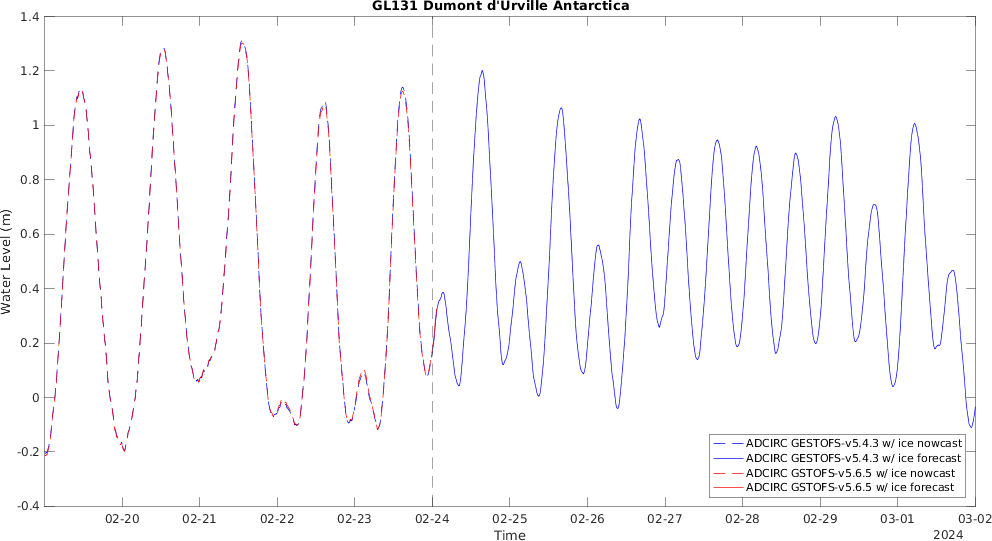 GL131 Dumont d'Urville Antarctica
Water Level (m)
1.4
1.2
1
0.8
0.6
0.4
0.2
0
-0.2
-0.4
02-20 02-21 02-22 02-23 02-24 02-25 02-26 02-27 02-28 02-29 03-01 03-02
Time
2024
ADCIRC GESTOFS-v5.4.3 w/ ice nowcast
ADCIRC GESTOFS-v5.4.3 w/ ice forecast
ADCIRC GSTOFS-v5.6.5 w/ ice nowcast
ADCIRC GSTOFS-v5.6.5 w/ ice forecast